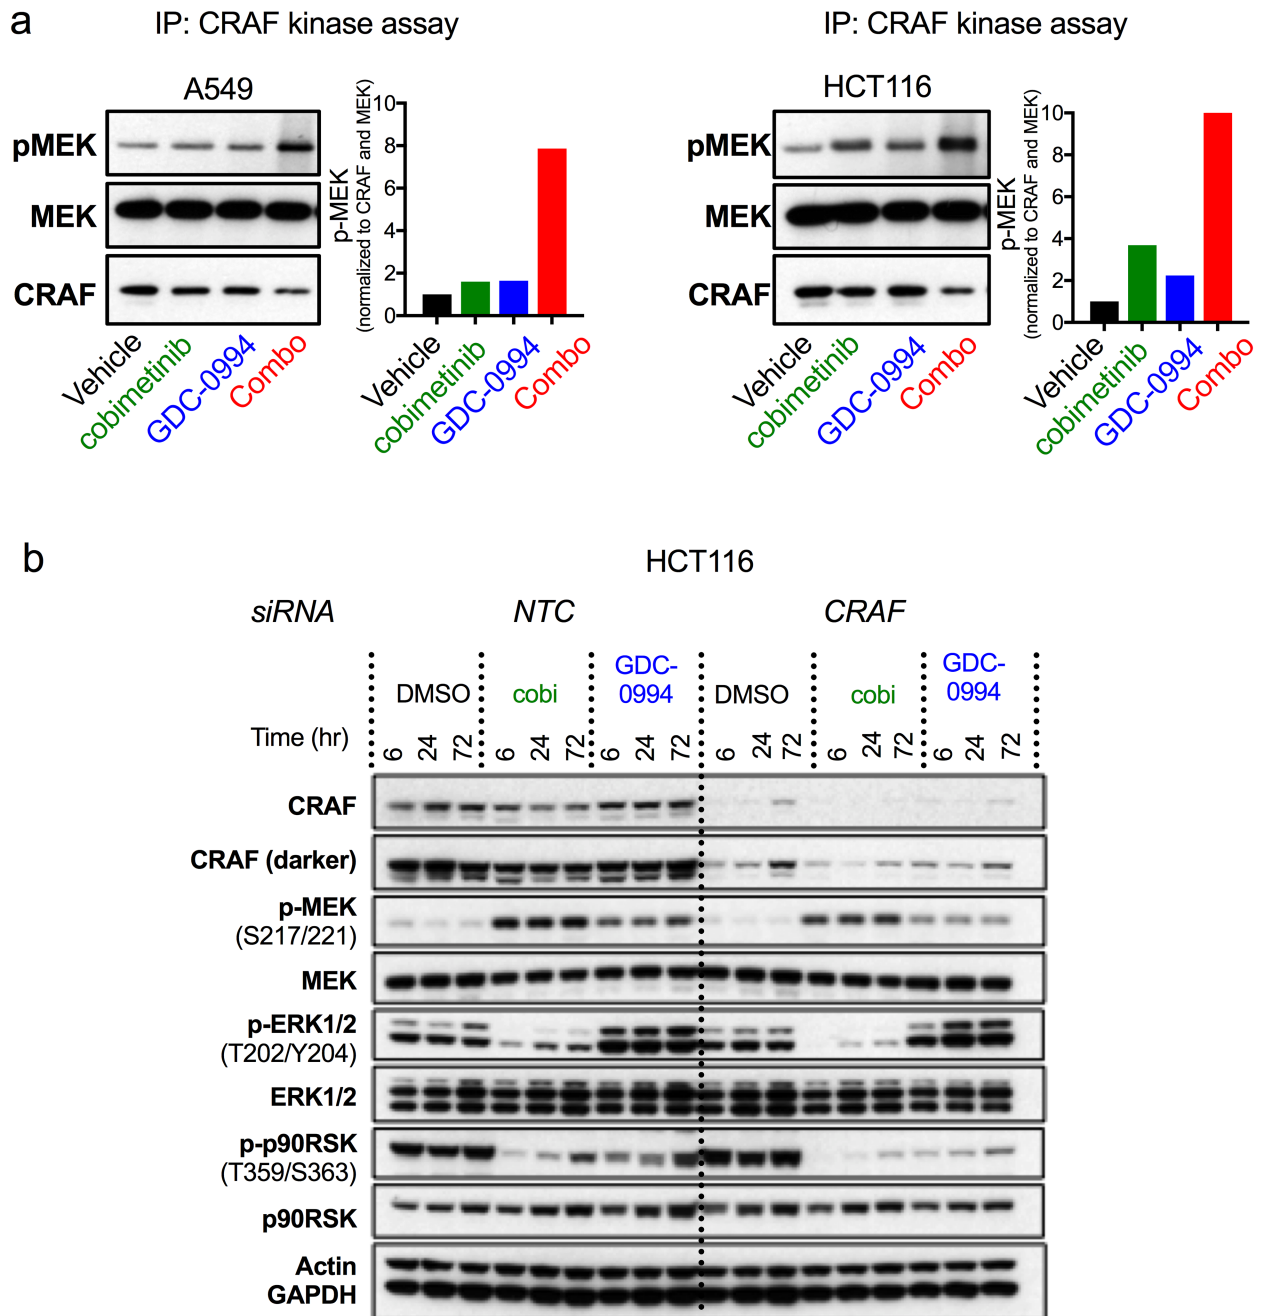 a
IP: CRAF kinase assay
A549
pMEK
MEK
CRAF
Vehicle
cobimetinib
GDC-0994
Combo
p-MEK
(normalized to CRAF and MEK)
10
8
6
4
2
0
Vehicle
cobimetinib
GDC-0994
Combo
IP: CRAF kinase assay
HCT116
pMEK
MEK
CRAF
Vehicle
cobimetinib
GDC-0994
Combo
p-MEK
(normalized to CRAF and MEK)
10
8
6
4
2
0
Vehicle
cobimetinib
GDC-0994
Combo
b
HCT116
siRNA NTC CRAF
DMSO cobi GDC-
0994 DMSO cobi GDC-
0994
Time (hr) 6 24 72 6 24 72 6 24 72 6 24 72 6 24 72 6 24 72
CRAF
CRAF (darker)
p-MEK
(S217/221)
MEK
p-ERK1/2
(T202/Y204)
ERK1/2
p-p90RSK
(T359/S363)
p90RSK
Actin
GAPDH